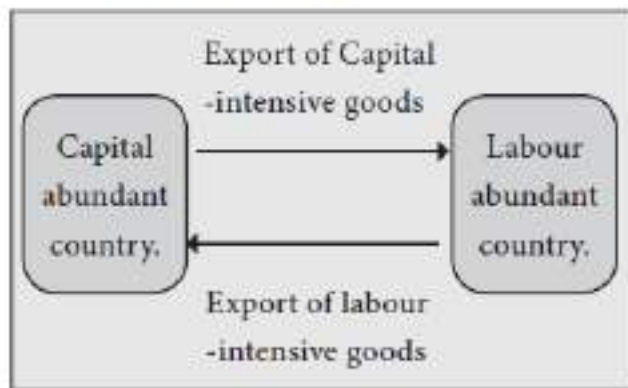 Export of Capital
-intensive goods
Capital
abundant
country.
Labour
abundant
country.
Export of labour
-intensive goods